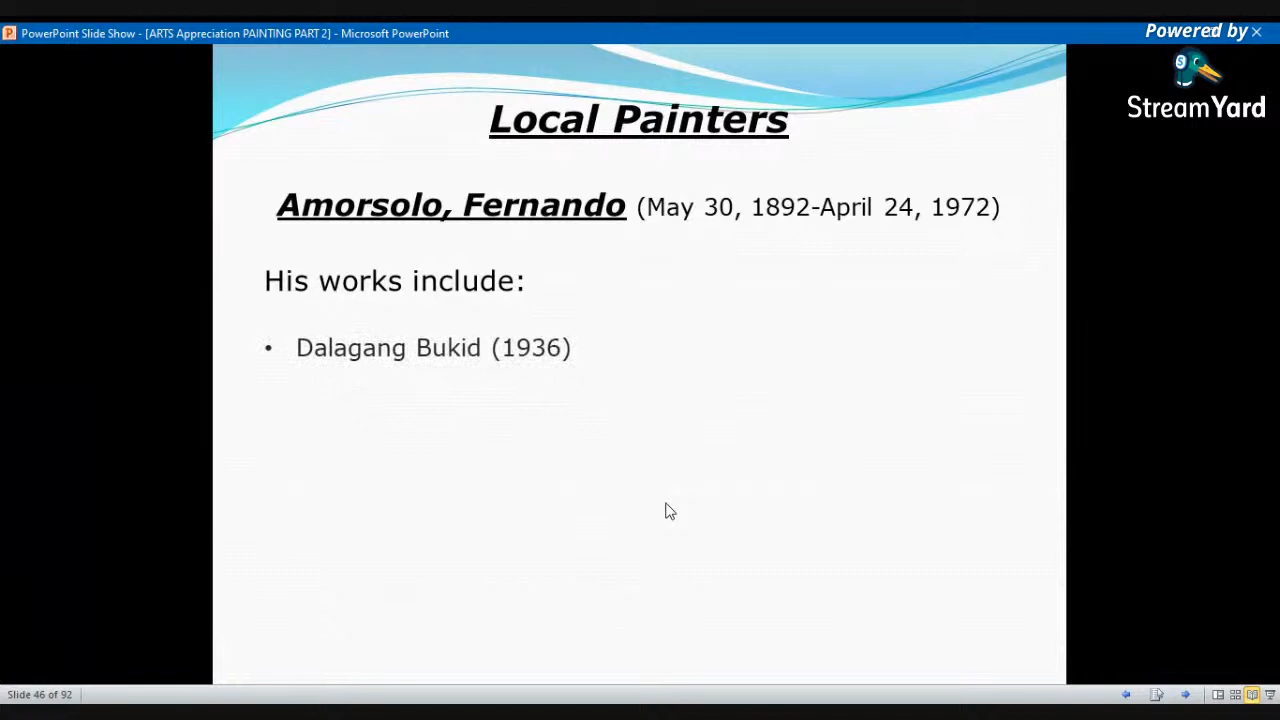 PowerPoint Slide Show - [ARTS Appreciation PAINTING PART 2] - Microsoft PowerPoint
Powered by
StreamYard
Local Painters
Amorsolo, Fernando (May 30, 1892-April 24, 1972)
His works include:
• Dalagang Bukid (1936)
Slide 46 of 92